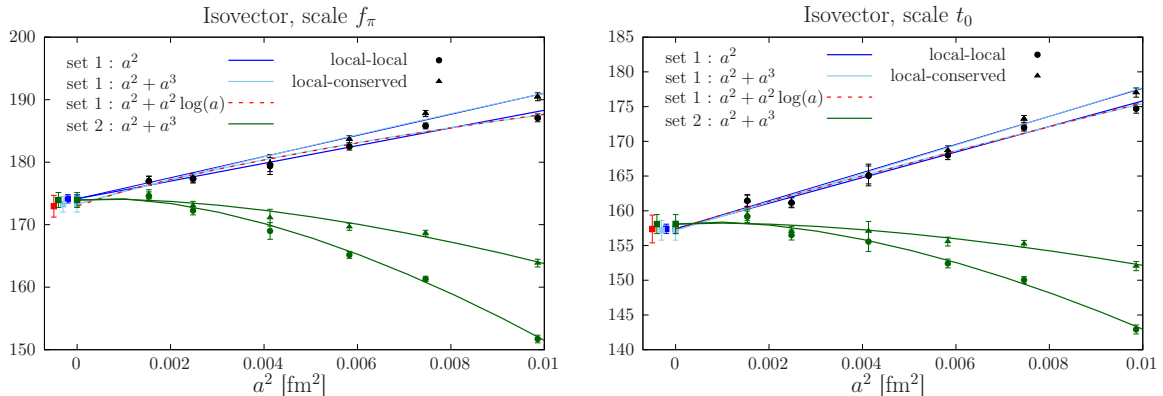 Isovector, scale $f_\pi$
200
190
180
170
160
150
set 1 : $a^2$
set 1 : $a^2 + a^3$
set 1 : $a^2 + a^2 \log(a)$
set 2 : $a^2 + a^3$
local-local
local-conserved
0 0.002 0.004 0.006 0.008 0.01
$a^2$ [fm$^2$]
Isovector, scale $t_0$
185
180
175
170
165
160
155
150
145
140
set 1 : $a^2$
set 1 : $a^2 + a^3$
set 1 : $a^2 + a^2 \log(a)$
set 2 : $a^2 + a^3$
local-local
local-conserved
0 0.002 0.004 0.006 0.008 0.01
$a^2$ [fm$^2$]